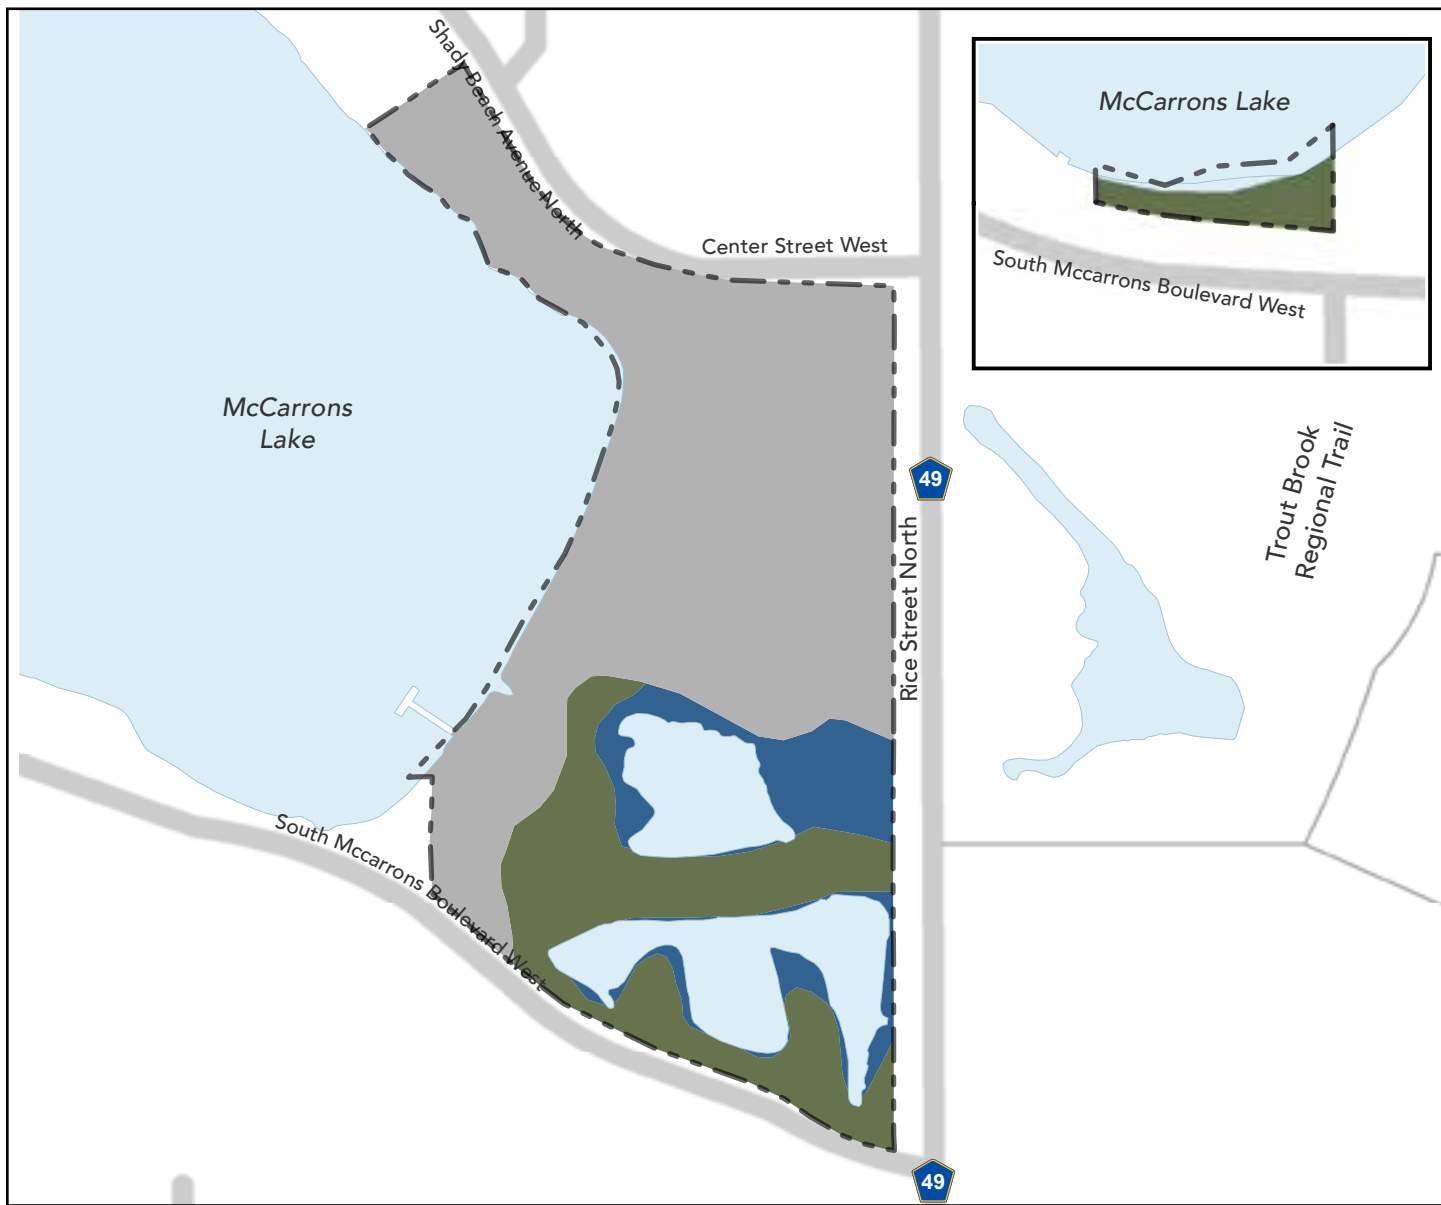 Shady Beach Avenue North
Center Street West
McCarrons Lake
South Mccarrons Boulevard West
McCarrons
Lake
49
Rice Street North
Trout Brook
Regional Trail
South Mccarrons Boulevard West
49